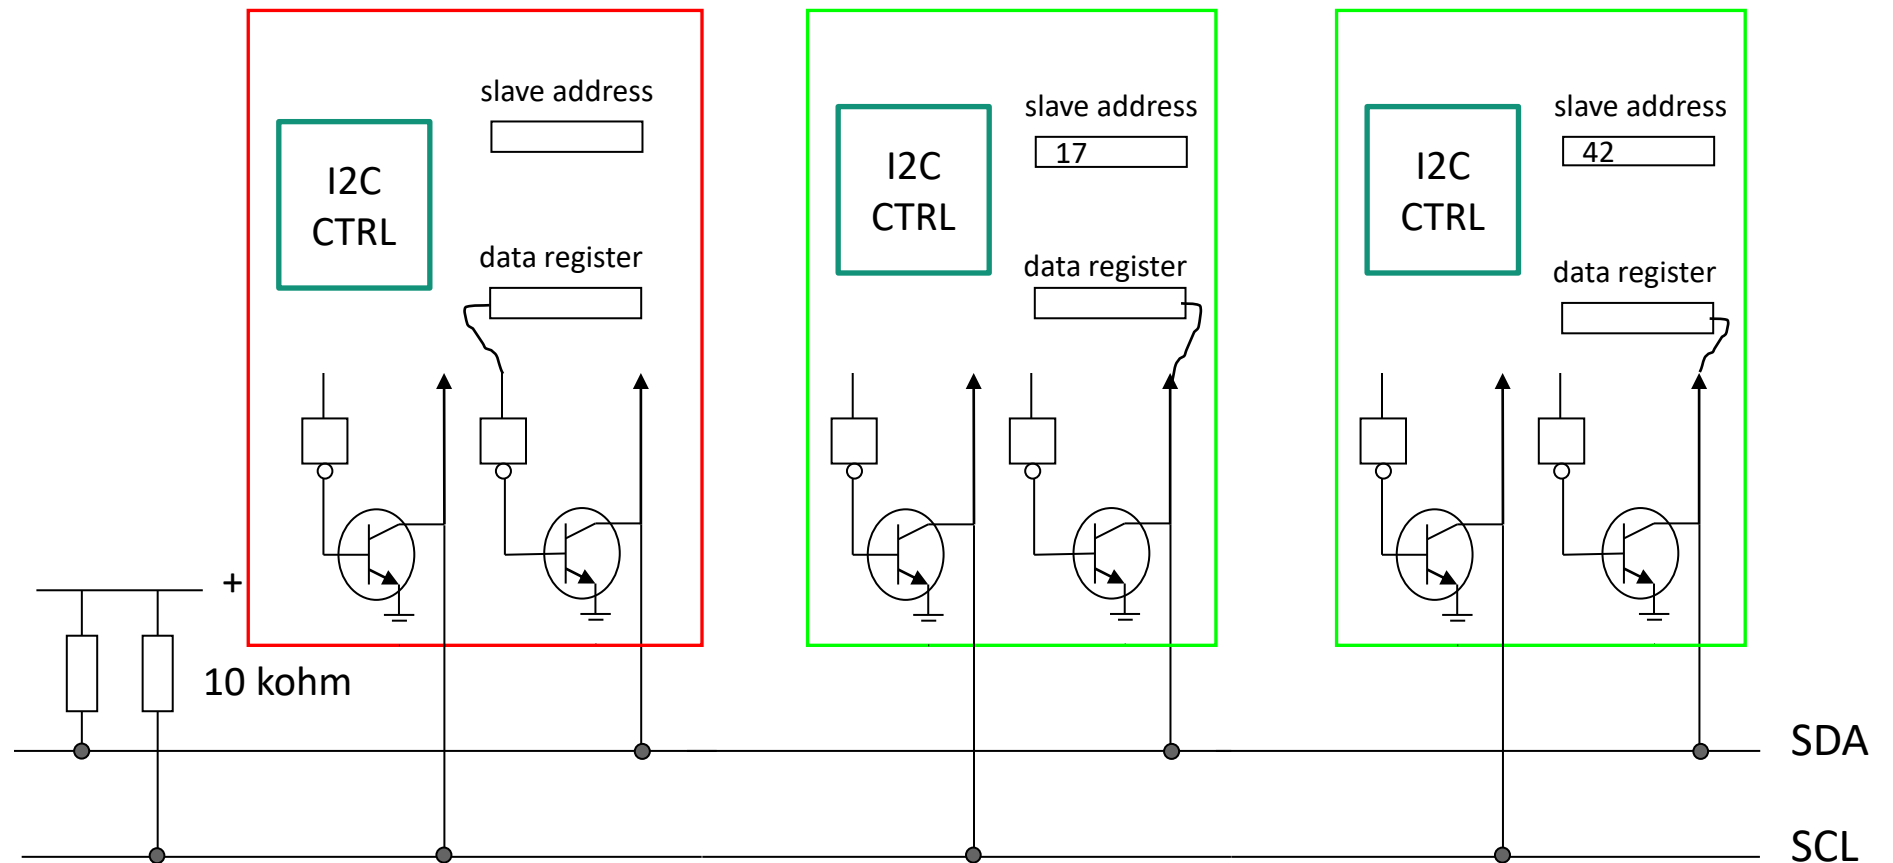 slave address
I2C
CTRL
data register
slave address
17
I2C
CTRL
data register
slave address
42
I2C
CTRL
data register
+
10 kohm
SDA
SCL